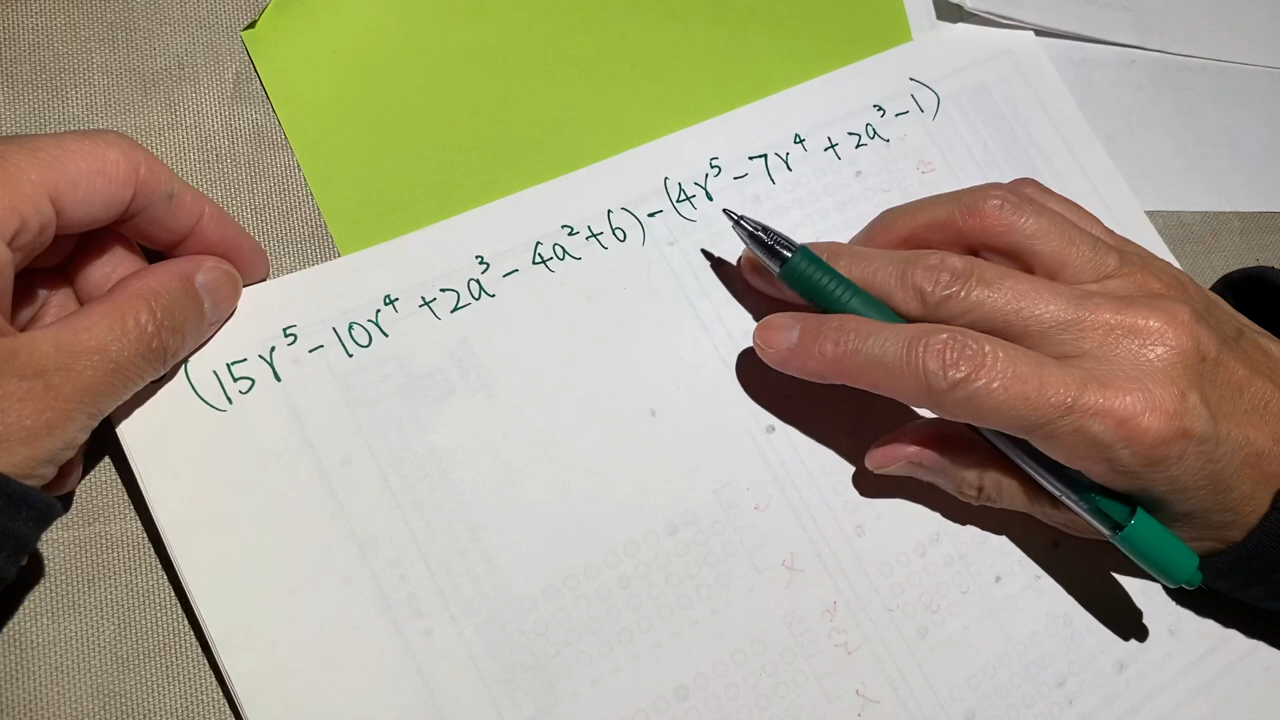 (15r⁵ - 10r⁴ + 2a³ - 4a² + 6) - (4r⁵ - 7r⁴ + 2a³ - 1)